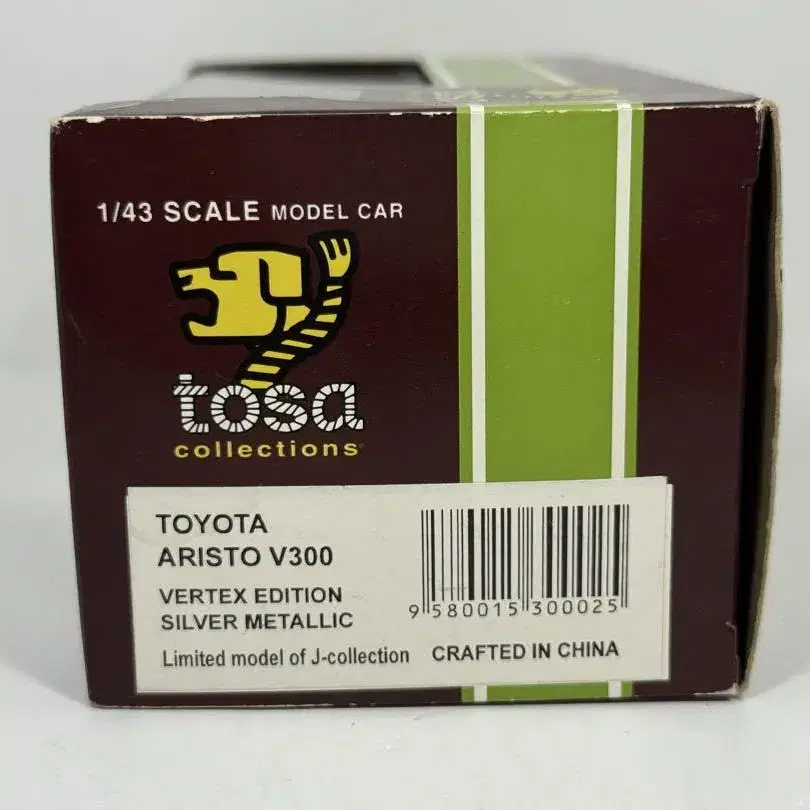 1/43 SCALE MODEL CAR
tosa
collections
TOYOTA
ARISTO V300
VERTEX EDITION
SILVER METALLIC
9 580015 300025
Limited model of J-collection CRAFTED IN CHINA